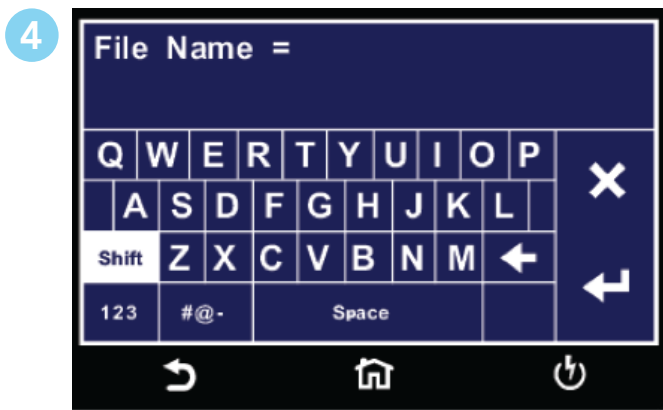 4
File Name =
Q W E R T Y U I O P
A S D F G H J K L
Shift Z X C V B N M
123 #@- Space